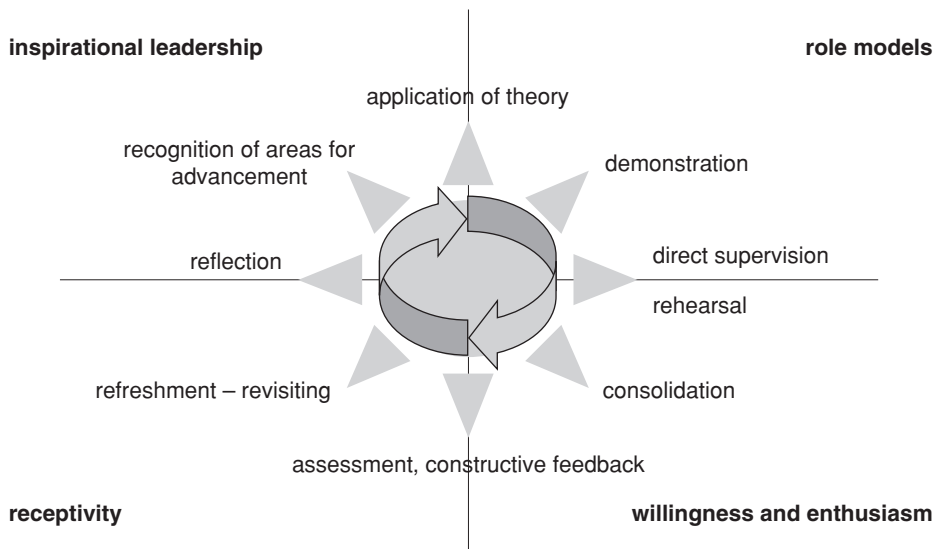 inspirational leadership
role models
application of theory
recognition of areas for
advancement
demonstration
reflection
direct supervision
rehearsal
refreshment – revisiting
consolidation
assessment, constructive feedback
receptivity
willingness and enthusiasm